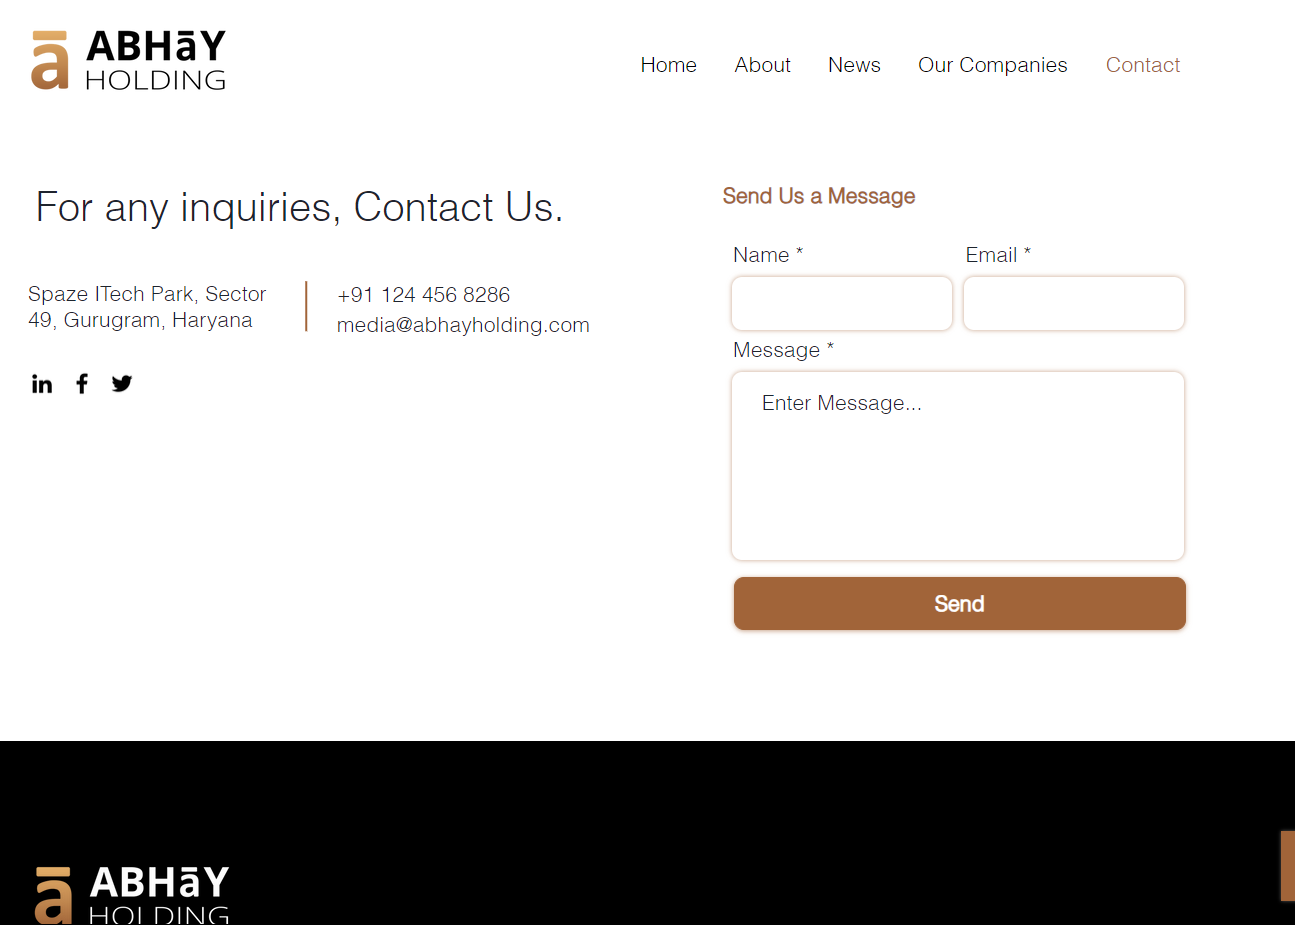 ā ABHāY
HOLDING
Home About News Our Companies Contact
For any inquiries, Contact Us.
Spaze ITech Park, Sector
49, Gurugram, Haryana
+91 124 456 8286
media@abhayholding.com
in f
Send Us a Message
Name * Email *
Message *
Enter Message...
Send
ā ABHāY
HOLDING